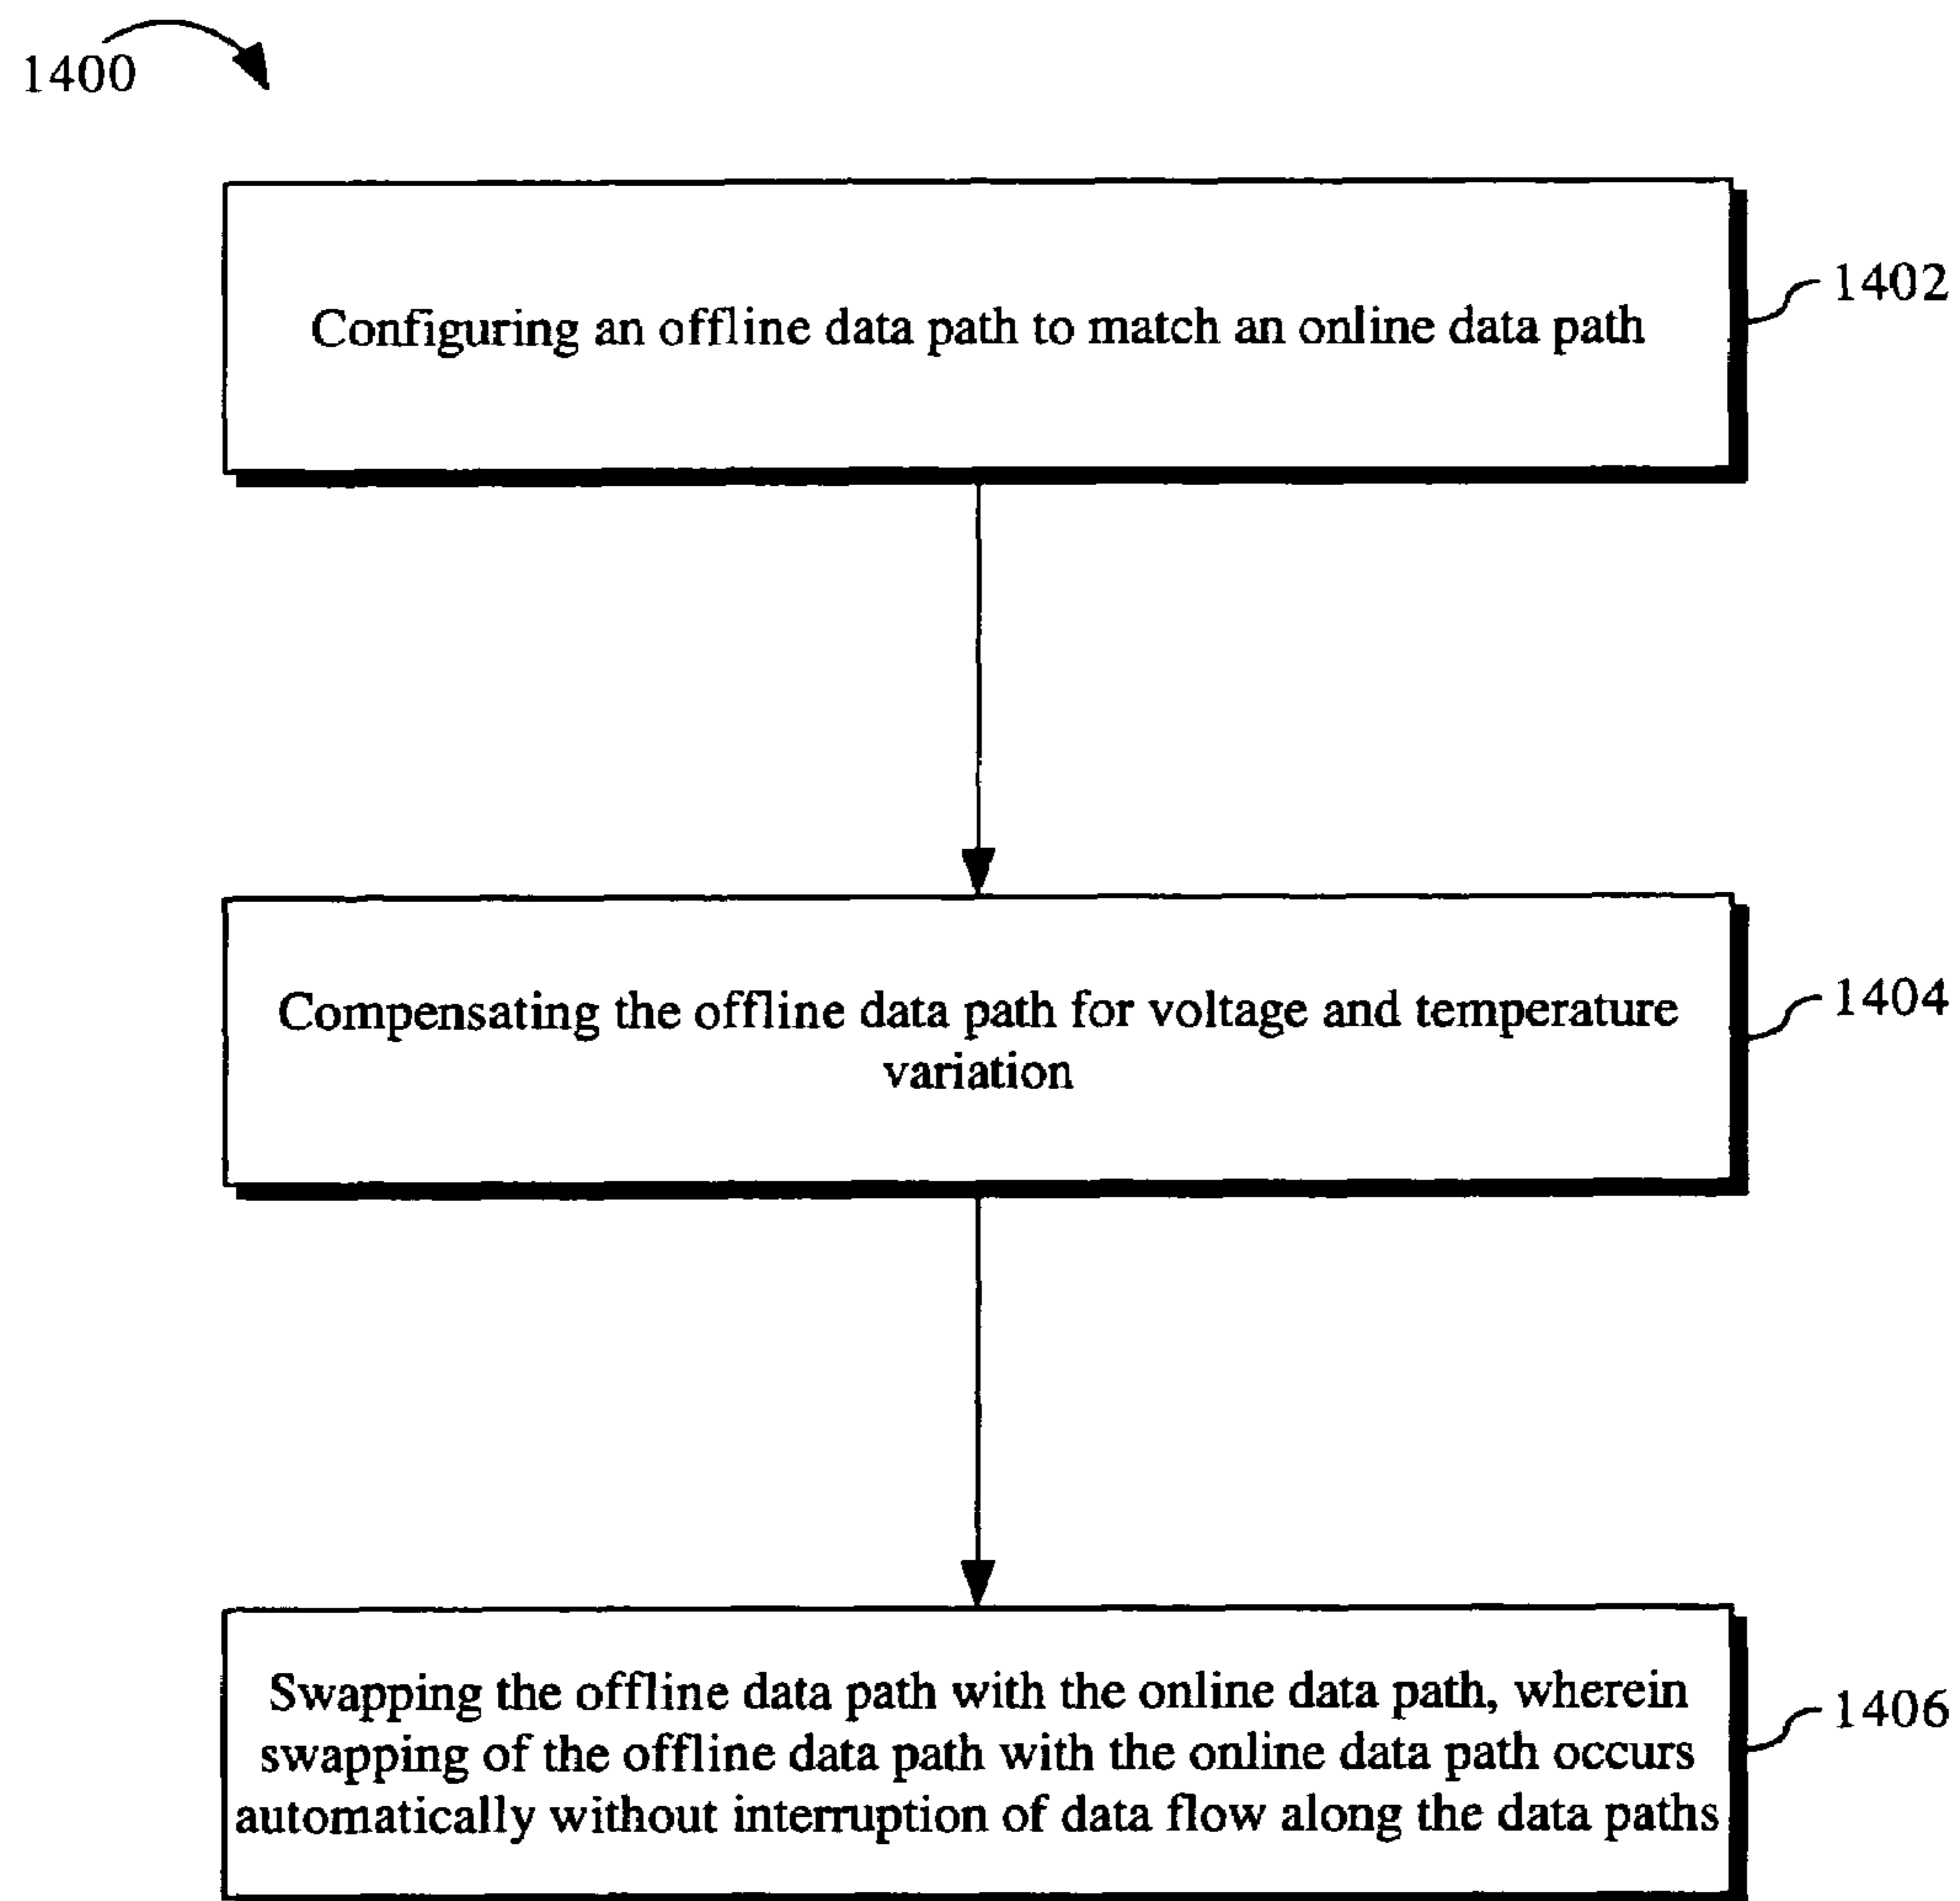 1400
Configuring an offline data path to match an online data path
1402
Compensating the offline data path for voltage and temperature
variation
1404
Swapping the offline data path with the online data path, wherein
swapping of the offline data path with the online data path occurs
automatically without interruption of data flow along the data paths
1406